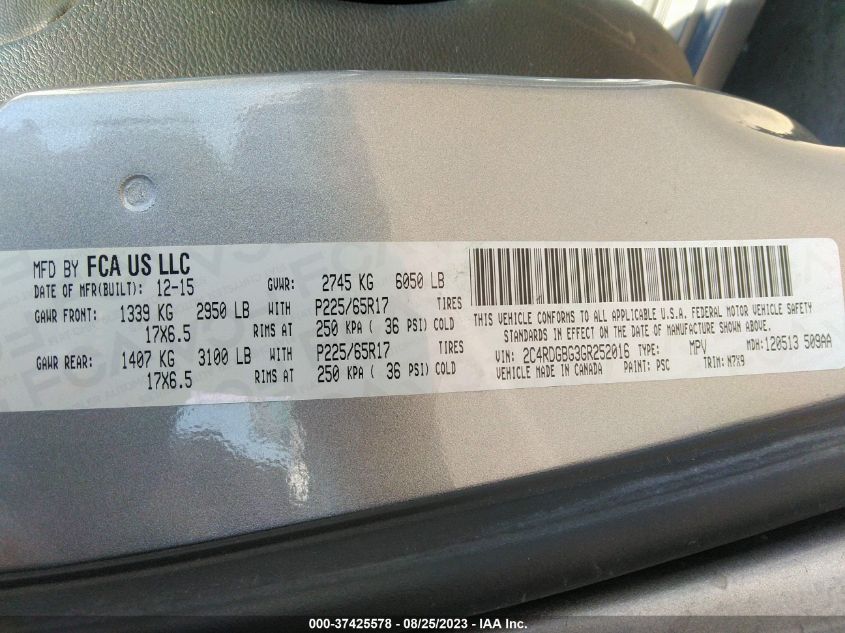 MFD BY FCA US LLC
DATE OF MFR(BUILT): 12-15 GVWR: 2745 KG 6050 LB
GAWR FRONT: 1339 KG 2950 LB WITH P225/65R17 TIRES
17X6.5 RIMS AT 250 KPA ( 36 PSI) COLD
GAWR REAR: 1407 KG 3100 LB WITH P225/65R17 TIRES
17X6.5 RIMS AT 250 KPA ( 36 PSI) COLD
THIS VEHICLE CONFORMS TO ALL APPLICABLE U.S.A. FEDERAL MOTOR VEHICLE SAFETY
STANDARDS IN EFFECT ON THE DATE OF MANUFACTURE SHOWN ABOVE.
VIN: 2C4RDGBG3GR252016 TYPE: MPV MDH: 120513 509AA
VEHICLE MADE IN CANADA PAINT: PSC TRIM: N7X9
000-37425578 - 08/25/2023 - IAA Inc.